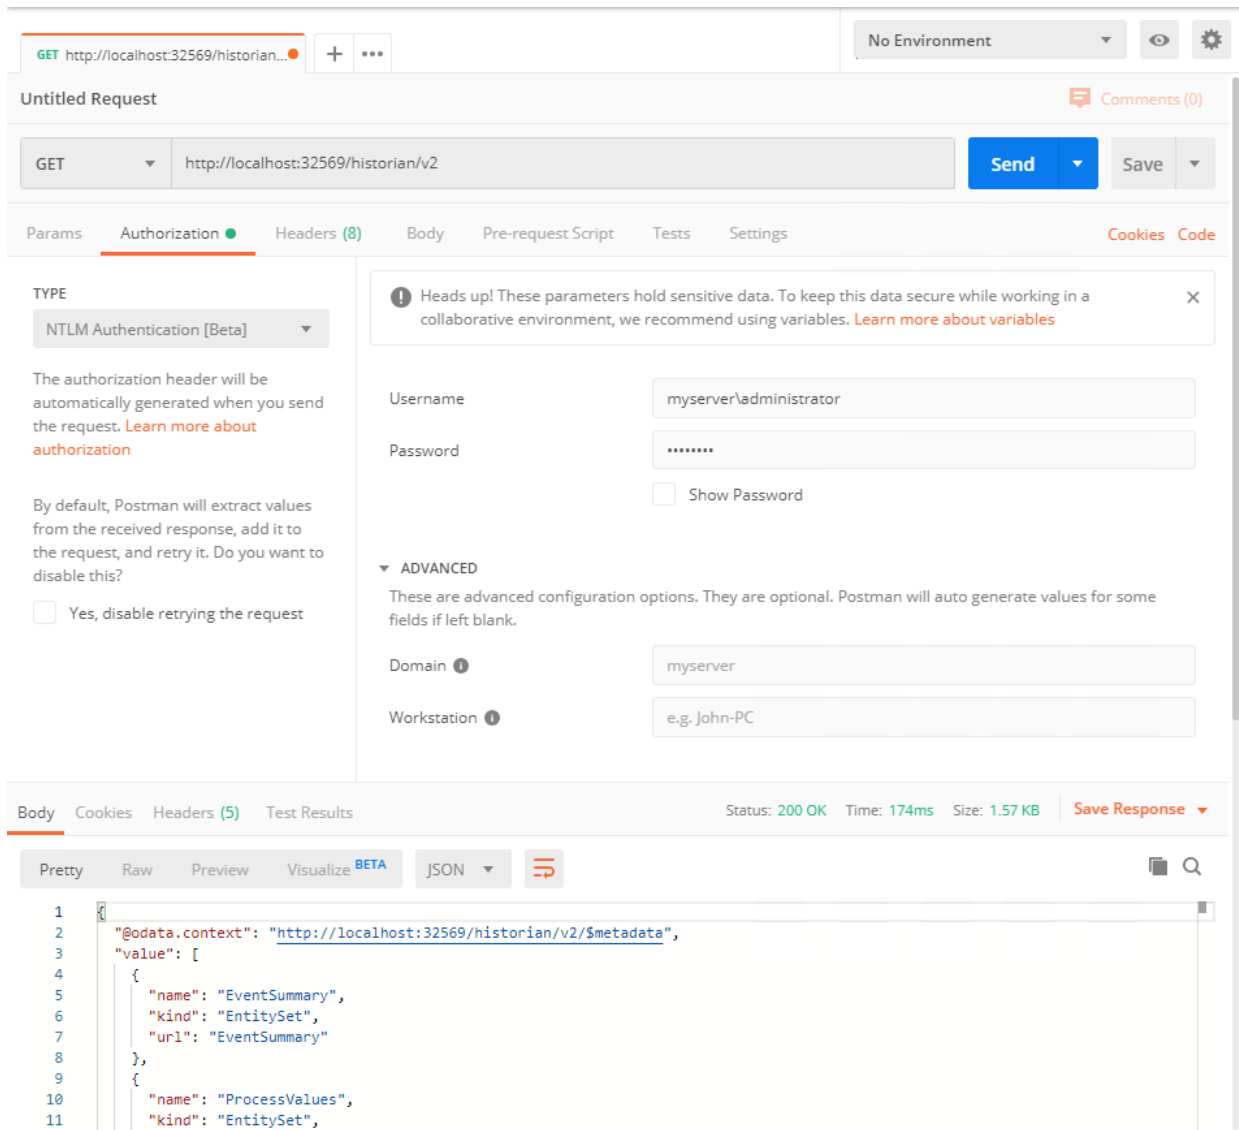 GET http://localhost:32569/historian...
No Environment
Untitled Request
Comments (0)
GET
http://localhost:32569/historian/v2
Send
Save
Params Authorization Headers (8) Body Pre-request Script Tests Settings
Cookies Code
TYPE
NTLM Authentication [Beta]
The authorization header will be
automatically generated when you send
the request. Learn more about
authorization
By default, Postman will extract values
from the received response, add it to
the request, and retry it. Do you want to
disable this?
Yes, disable retrying the request
Heads up! These parameters hold sensitive data. To keep this data secure while working in a
collaborative environment, we recommend using variables. Learn more about variables
Username
myserver\administrator
Password
••••••••
Show Password
ADVANCED
These are advanced configuration options. They are optional. Postman will auto generate values for some
fields if left blank.
Domain
myserver
Workstation
e.g. John-PC
Body Cookies Headers (5) Test Results
Status: 200 OK Time: 174ms Size: 1.57 KB
Save Response
Pretty Raw Preview Visualize BETA
JSON
1 {
2 "@odata.context": "http://localhost:32569/historian/v2/$metadata",
3 "value": [
4 {
5 "name": "EventSummary",
6 "kind": "EntitySet",
7 "url": "EventSummary"
8 },
9 {
10 "name": "ProcessValues",
11 "kind": "EntitySet",